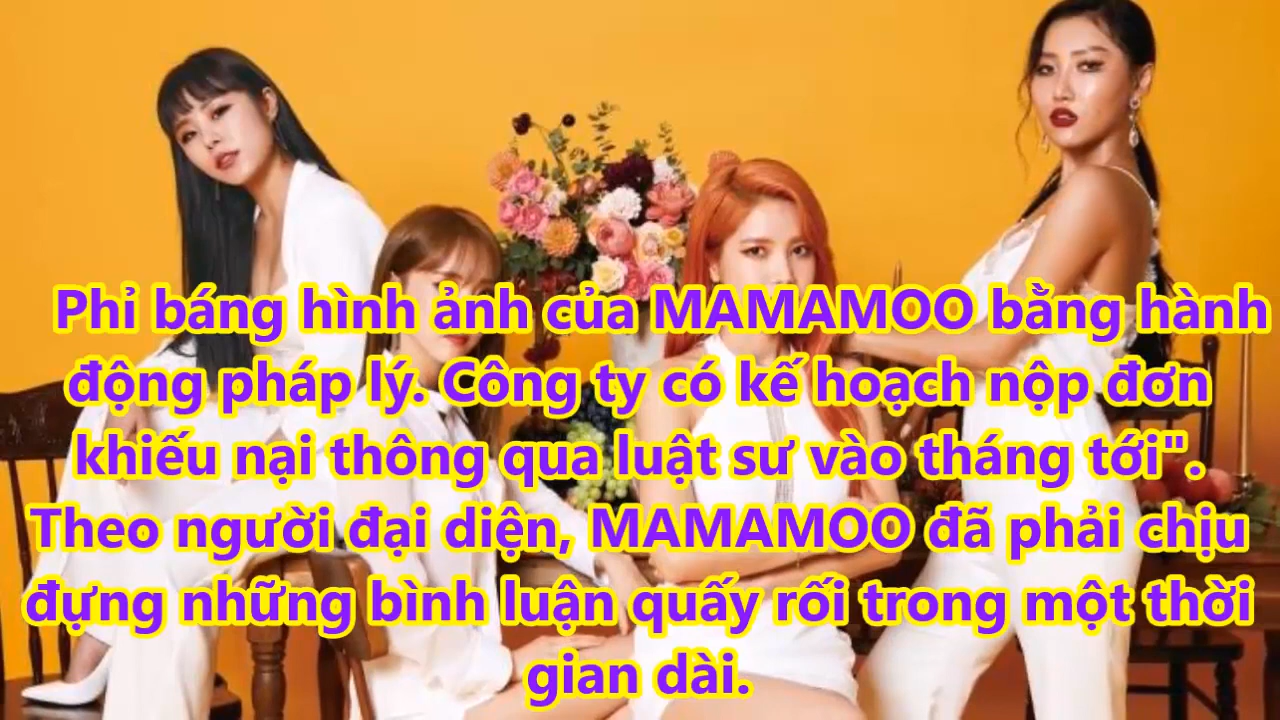 Phỉ báng hình ảnh của MAMAMOO bằng hành
động pháp lý. Công ty có kế hoạch nộp đơn
khiếu nại thông qua luật sư vào tháng tới".
Theo người đại diện, MAMAMOO đã phải chịu
đựng những bình luận quấy rối trong một thời
gian dài.